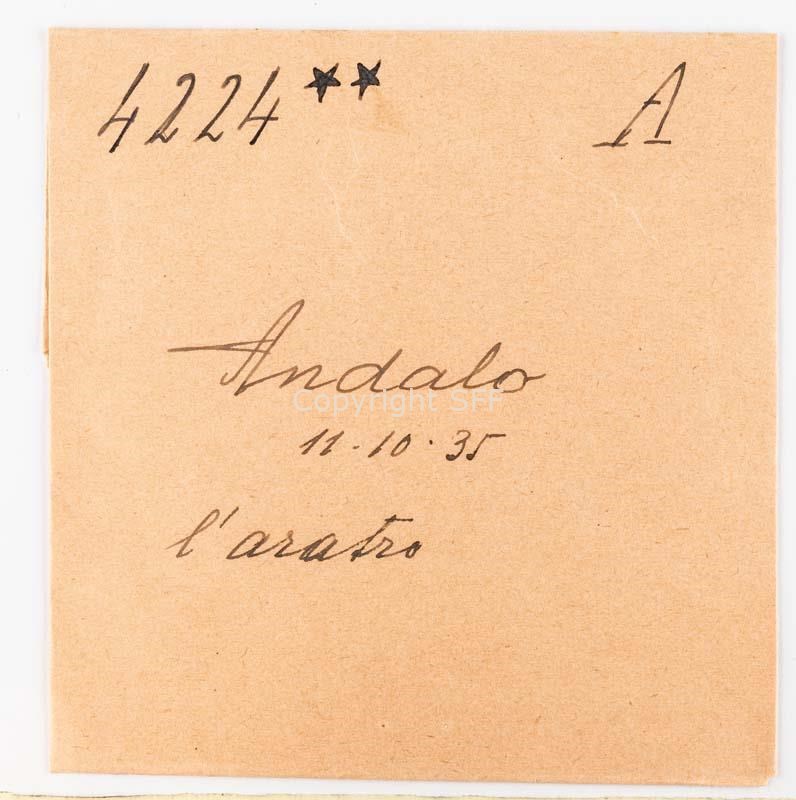 4224★★ A
Andalo
Copyright SFF
11.10.35
l'aratro